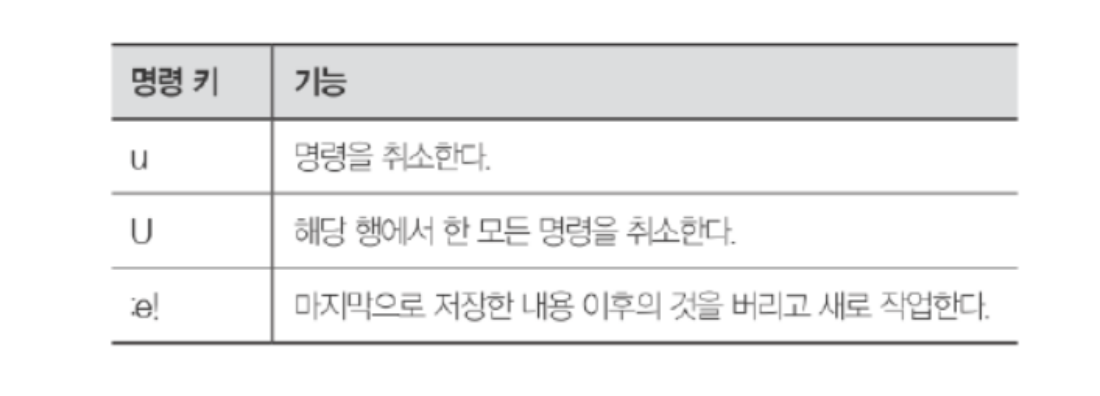 명령 키 기능
u 명령을 취소한다.
U 해당 행에서 한 모든 명령을 취소한다.
:e! 마지막으로 저장한 내용 이후의 것을 버리고 새로 작업한다.